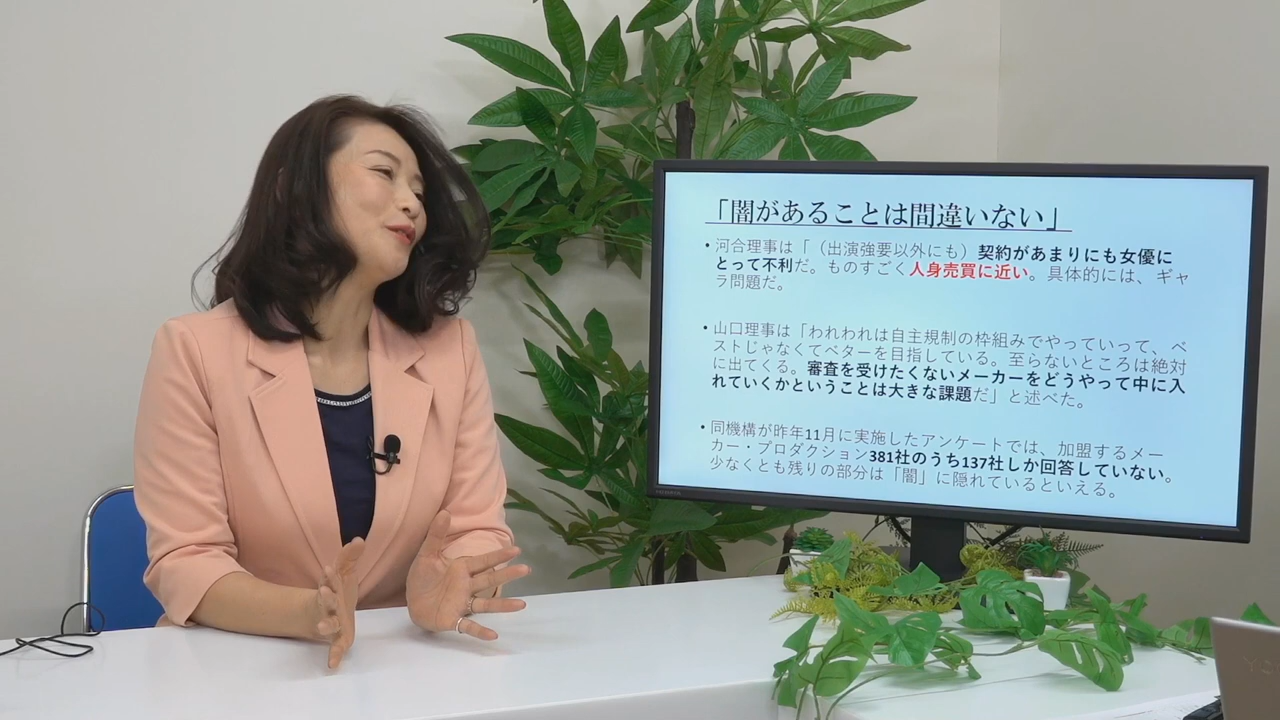 「闇があることは間違いない」
• 河合理事は「（出演強要以外にも）契約があまりにも女優に
とって不利だ。ものすごく人身売買に近い。具体的には、ギャ
ラ問題だ。
• 山口理事は「われわれは自主規制の枠組みでやっていって、ベ
ストじゃなくてベターを目指している。至らないところは絶対
に出てくる。審査を受けたくないメーカーをどうやって中に入
れていくかということは大きな課題だ」と述べた。
• 同機構が昨年11月に実施したアンケートでは、加盟するメー
カー・プロダクション381社のうち137社しか回答していない。
少なくとも残りの部分は「闇」に隠れているといえる。